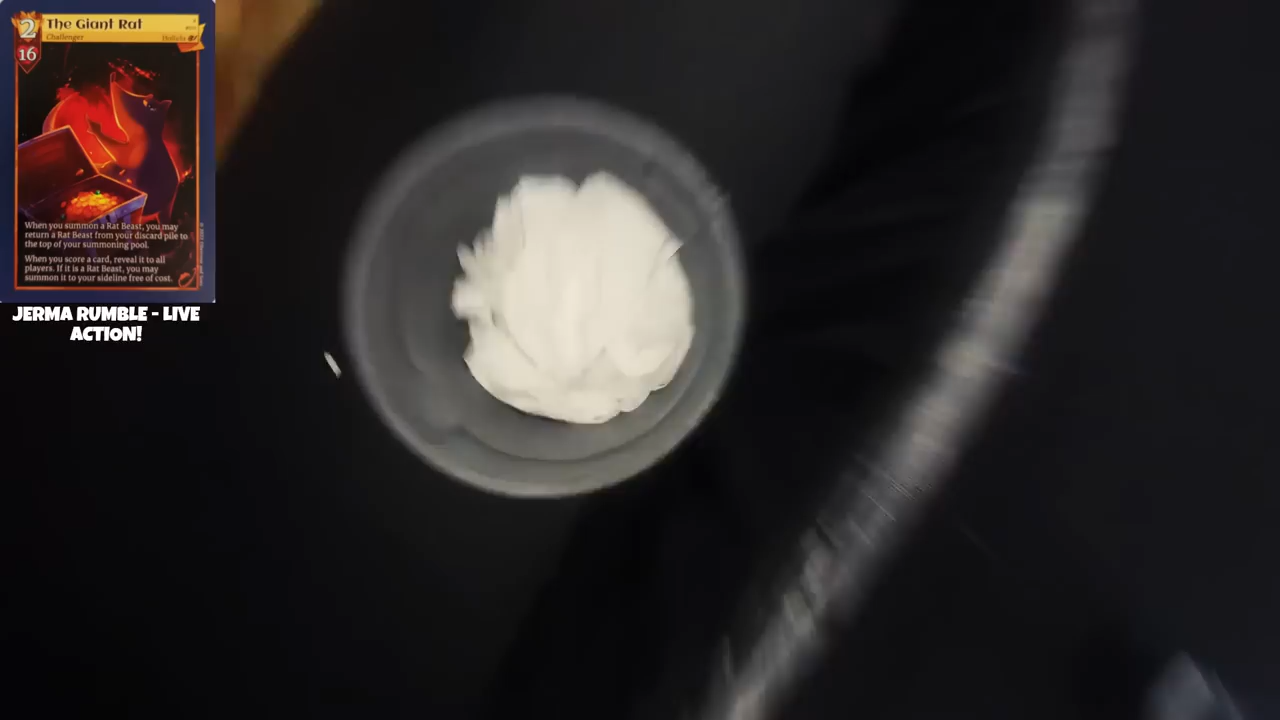 2
The Giant Rat
Challenger
16
When you summon a Rat Beast, you may
return a Rat Beast from your discard pile to
the top of your summoning pool.
When you score a card, reveal it to all
players. If it is a Rat Beast, you may
summon it to your sideline free of cost.
JERMA RUMBLE - LIVE
ACTION!